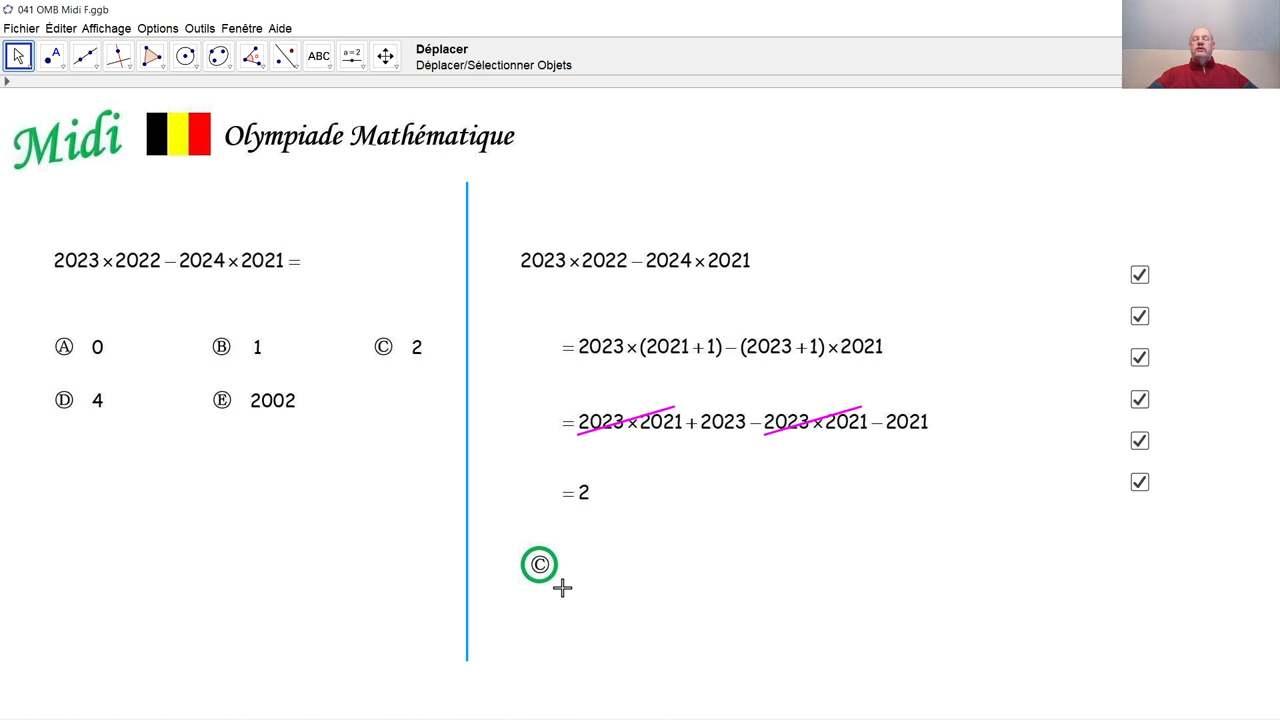 041 OMB Midi F.ggb
Fichier Éditer Affichage Options Outils Fenêtre Aide
A ABC a=2 Déplacer
Déplacer/Sélectionner Objets
Midi Olympiade Mathématique
2023×2022−2024×2021=
Ⓐ 0 Ⓑ 1 Ⓒ 2
Ⓓ 4 Ⓔ 2002
2023×2022−2024×2021
=2023×(2021+1)−(2023+1)×2021
=2023×2021+2023−2023×2021−2021
=2
Ⓒ